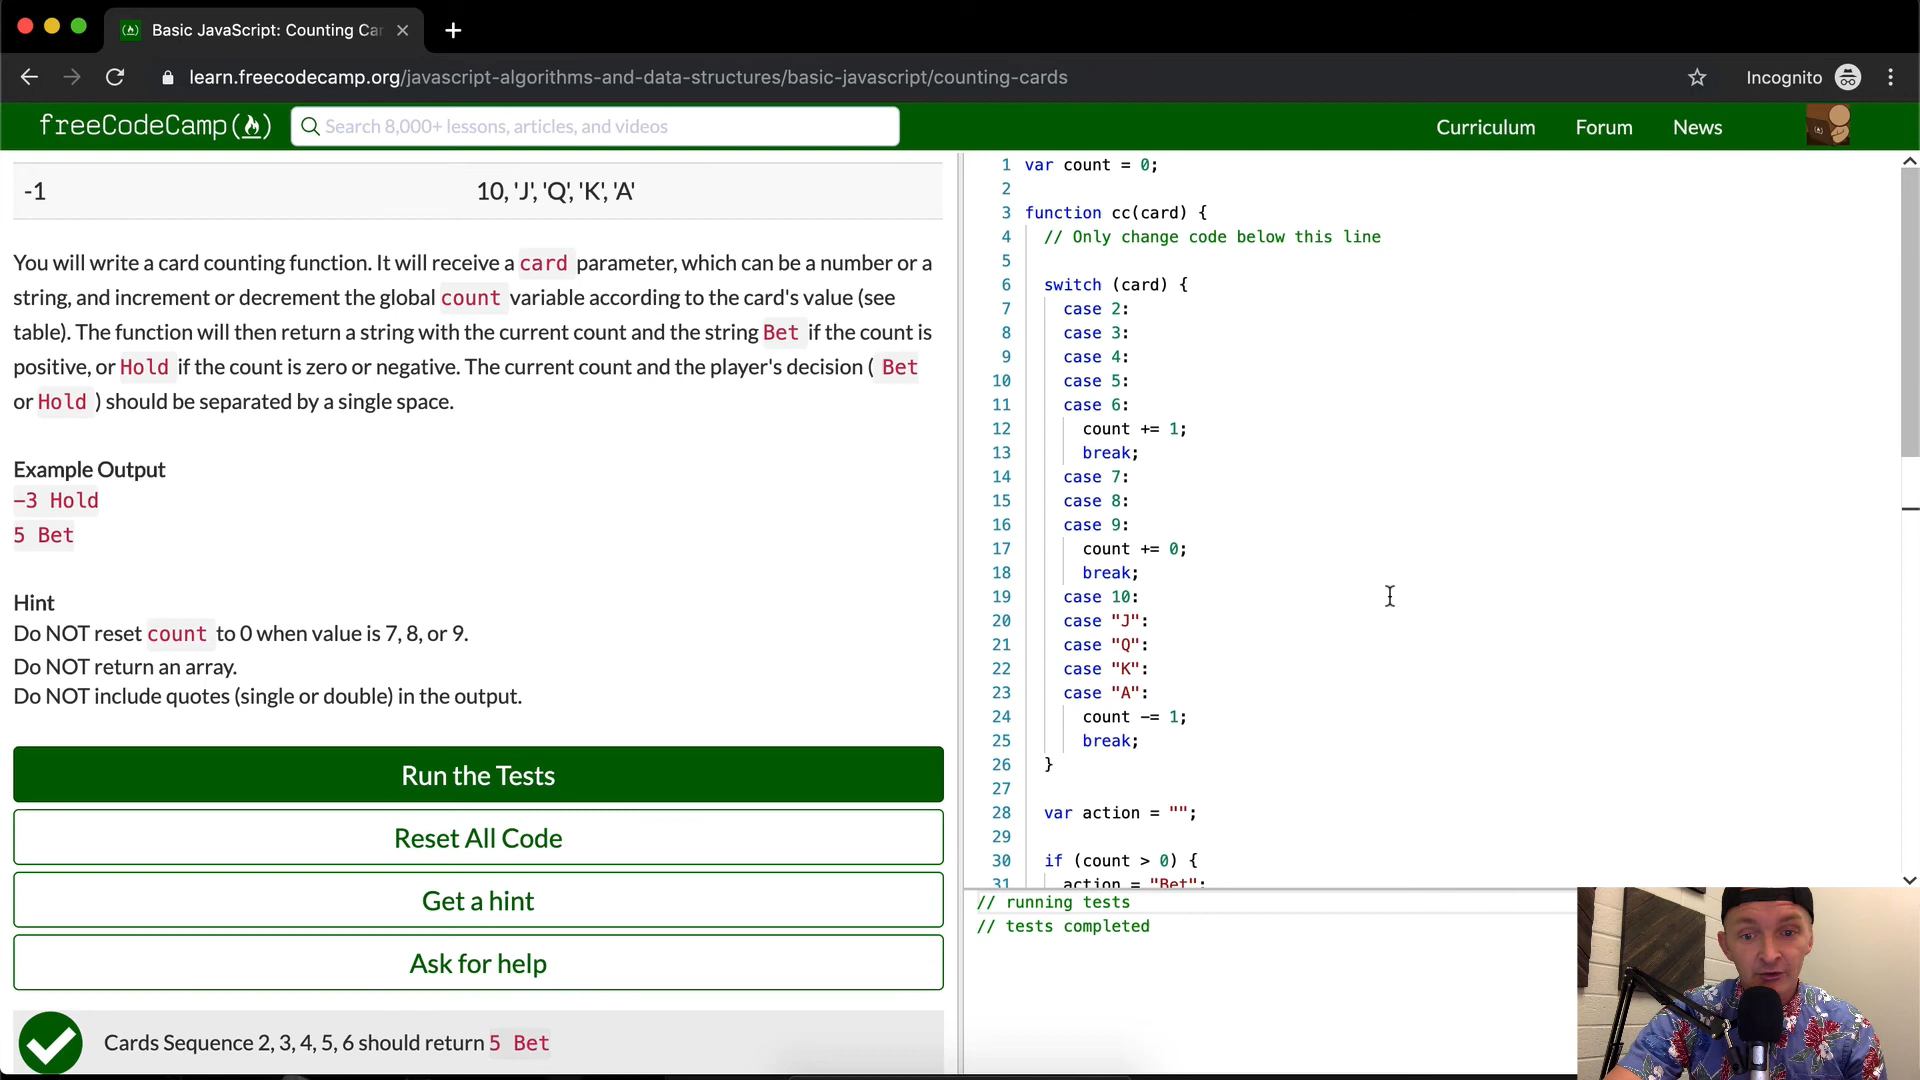 Basic JavaScript: Counting Car
learn.freecodecamp.org/javascript-algorithms-and-data-structures/basic-javascript/counting-cards
Incognito
freeCodeCamp
Search 8,000+ lessons, articles, and videos
Curriculum
Forum
News
-1
10, 'J', 'Q', 'K', 'A'
You will write a card counting function. It will receive a card parameter, which can be a number or a
string, and increment or decrement the global count variable according to the card's value (see
table). The function will then return a string with the current count and the string Bet if the count is
positive, or Hold if the count is zero or negative. The current count and the player's decision ( Bet
or Hold ) should be separated by a single space.
Example Output
-3 Hold
5 Bet
Hint
Do NOT reset count to 0 when value is 7, 8, or 9.
Do NOT return an array.
Do NOT include quotes (single or double) in the output.
Run the Tests
Reset All Code
Get a hint
Ask for help
Cards Sequence 2, 3, 4, 5, 6 should return 5 Bet
1 var count = 0;
2
3 function cc(card) {
4 // Only change code below this line
5
6 switch (card) {
7 case 2:
8 case 3:
9 case 4:
10 case 5:
11 case 6:
12 count += 1;
13 break;
14 case 7:
15 case 8:
16 case 9:
17 count += 0;
18 break;
19 case 10:
20 case "J":
21 case "Q":
22 case "K":
23 case "A":
24 count -= 1;
25 break;
26 }
27
28 var action = "";
29
30 if (count > 0) {
31 action = "Bet";
// running tests
// tests completed